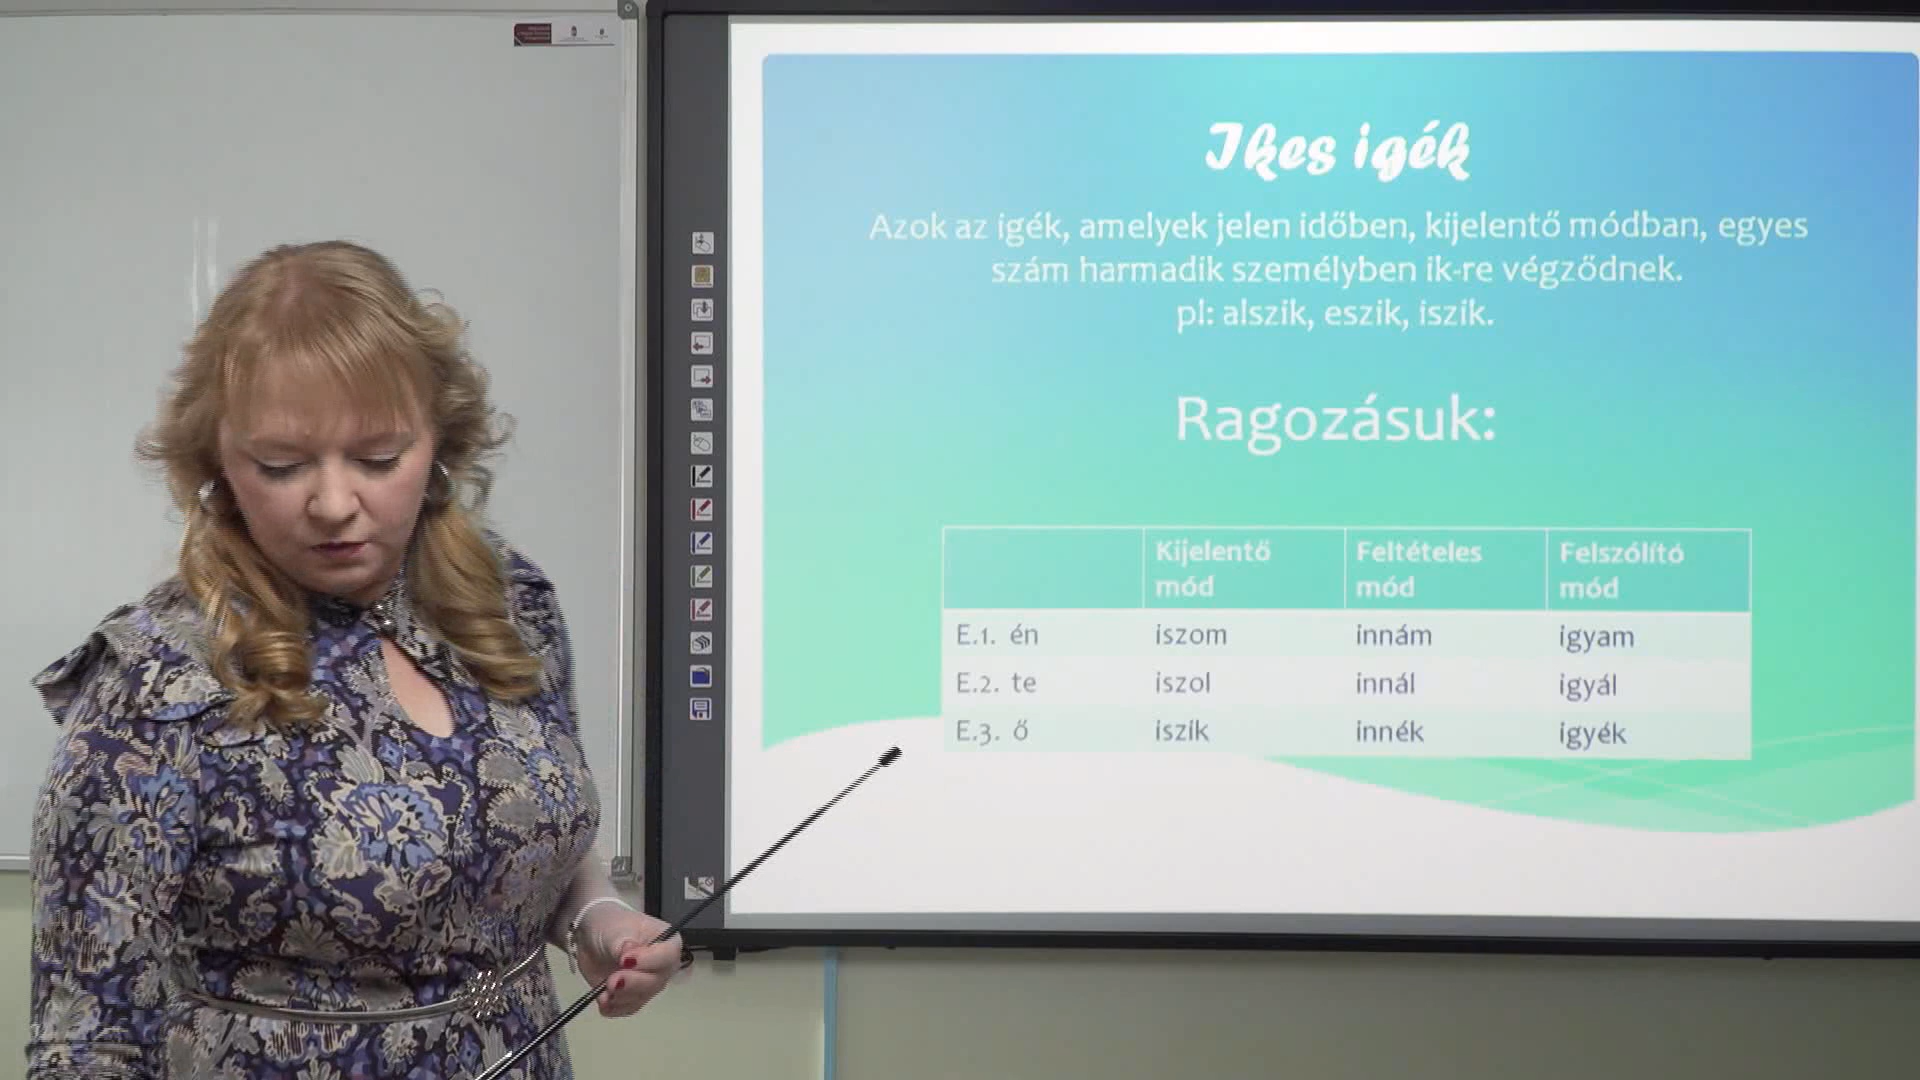 Ikes igék
Azok az igék, amelyek jelen időben, kijelentő módban, egyes
szám harmadik személyben ik-re végződnek.
pl: alszik, eszik, iszik.
Ragozásuk:
Kijelentő mód Feltételes mód Felszólító mód
E.1. én iszom innám igyam
E.2. te iszol innál igyál
E.3. ő iszik innék igyék